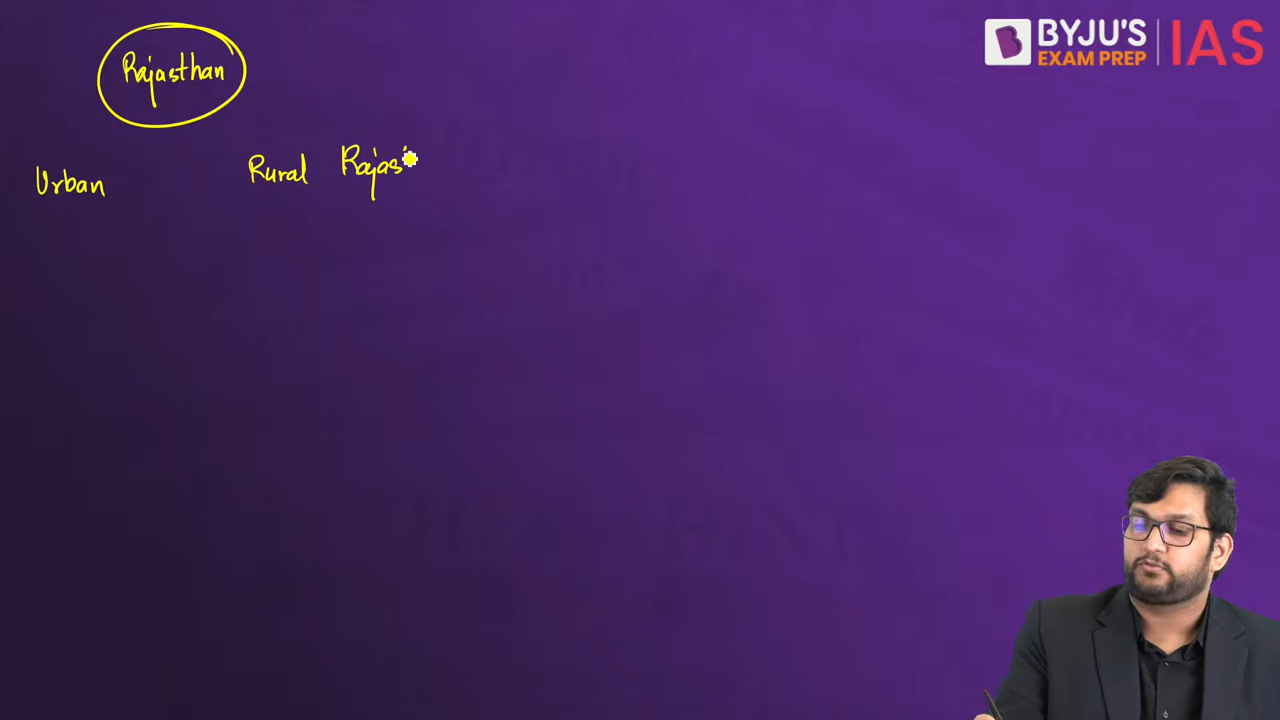 Rajasthan
BYJU'S
EXAM PREP
IAS
Urban
Rural Rajas